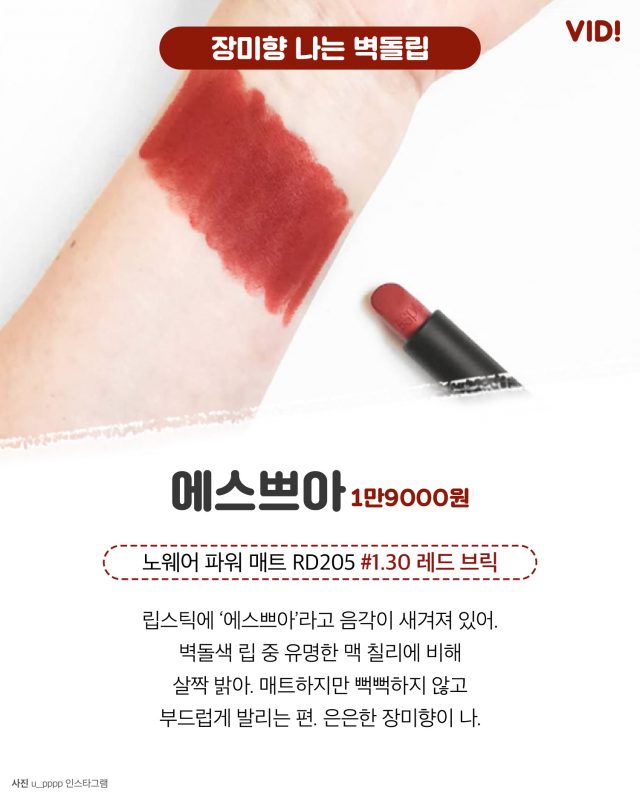 장미향 나는 벽돌립
VID!
에스쁘아 1만9000원
노웨어 파워 매트 RD205 #1.30 레드 브릭
립스틱에 ‘에스쁘아’라고 음각이 새겨져 있어.
벽돌색 립 중 유명한 맥 칠리에 비해
살짝 밝아. 매트하지만 뻑뻑하지 않고
부드럽게 발리는 편. 은은한 장미향이 나.
사진 u_pppp 인스타그램